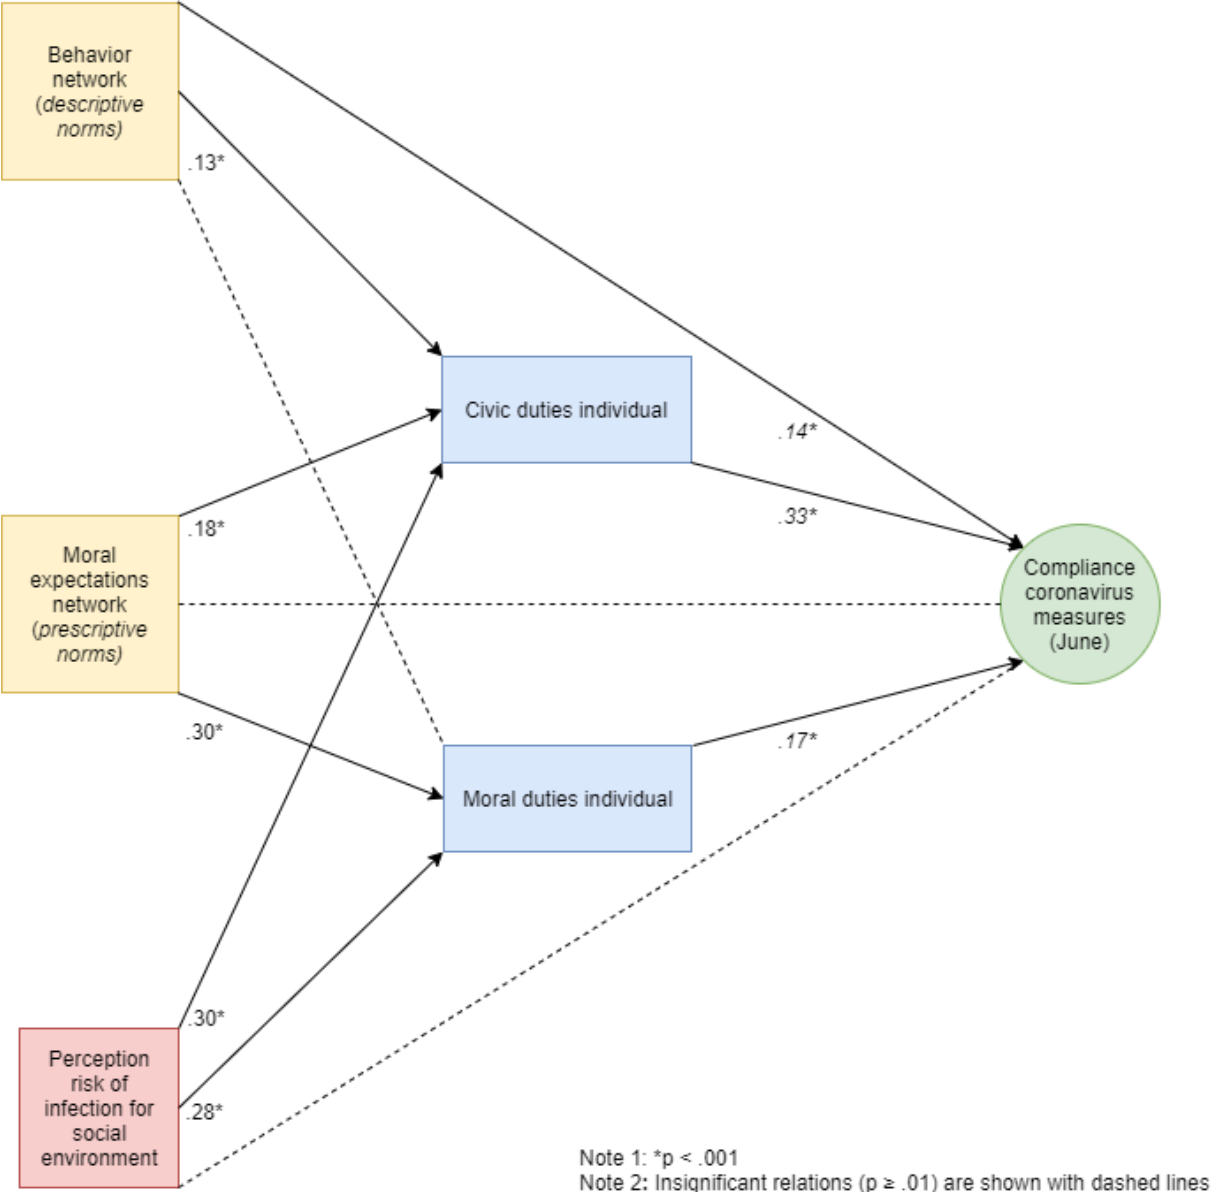 Behavior
network
(descriptive
norms)
.13*
Civic duties individual
.14*
.33*
.18*
Moral
expectations
network
(prescriptive
norms)
Compliance
coronavirus
measures
(June)
.30*
.17*
Moral duties individual
.30*
Perception
risk of
infection for
social
environment
.28*
Note 1: *p < .001
Note 2: Insignificant relations (p ≥ .01) are shown with dashed lines